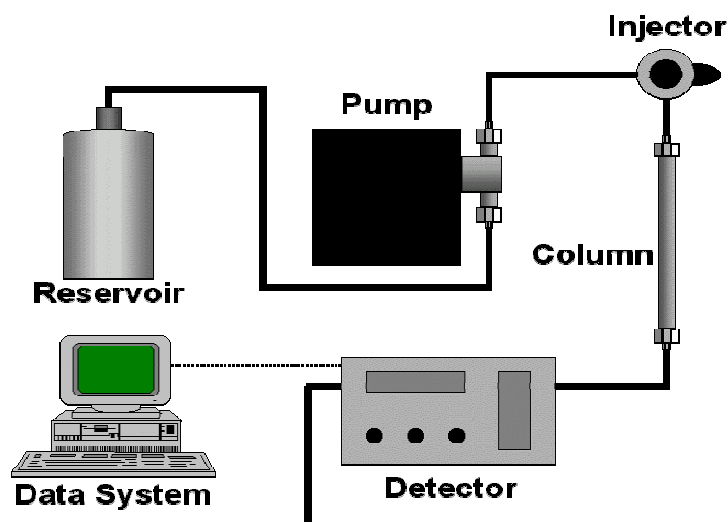 Injector
Pump
Column
Reservoir
Data System
Detector